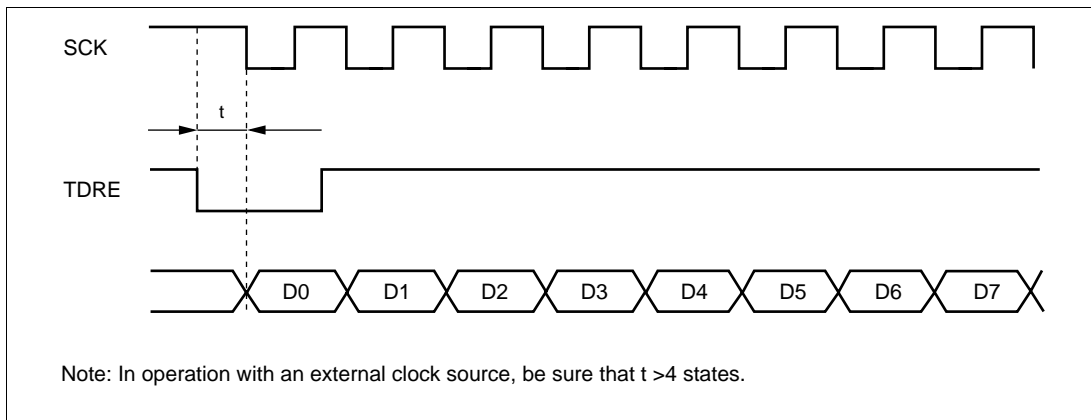 SCK
t
TDRE
D0 D1 D2 D3 D4 D5 D6 D7
Note: In operation with an external clock source, be sure that t >4 states.